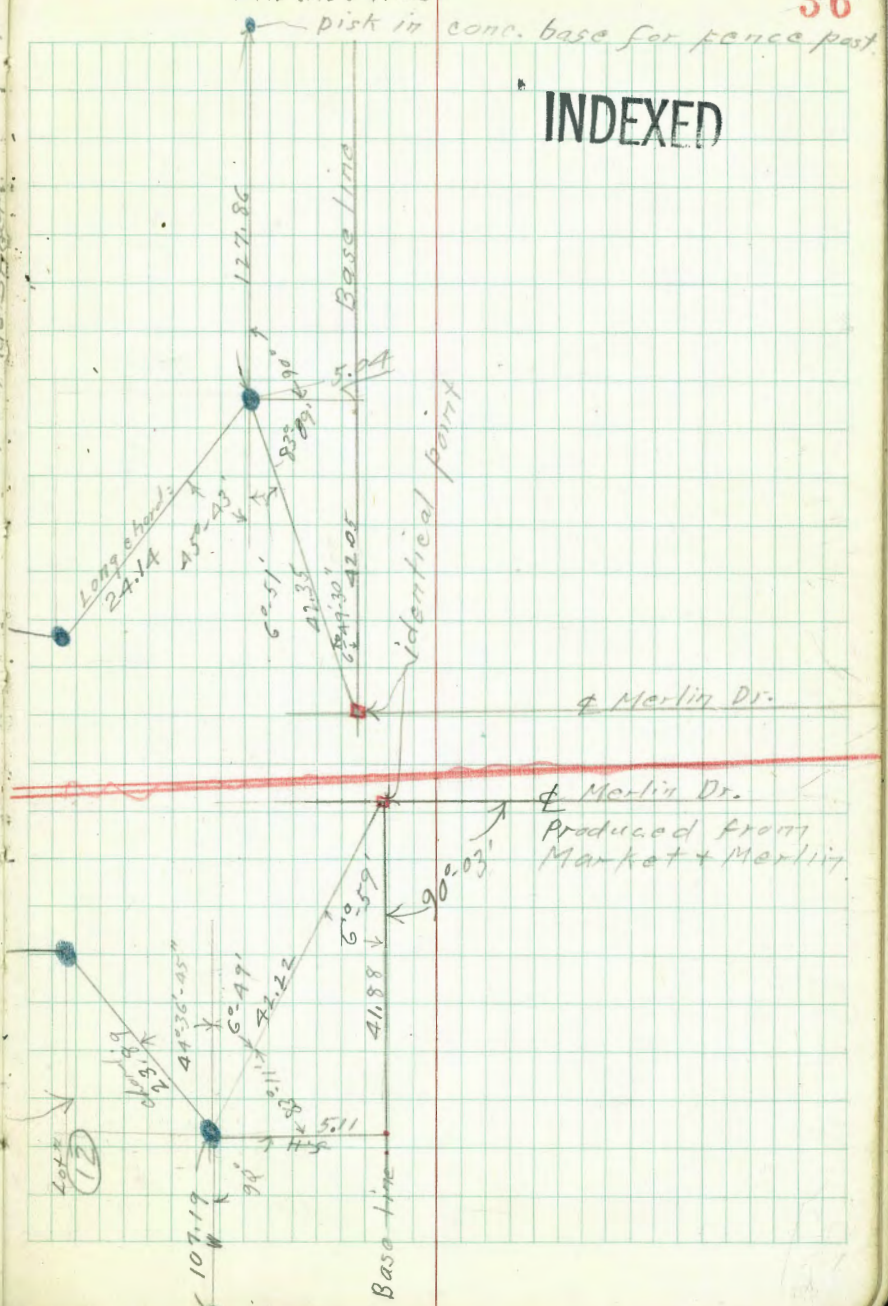 36
Disk in conc. base for fence post.
INDEXED
127.86
Base line
90°
5.04
83°-09'
identical point
Long chord:
24.14
45°-43'
6°-51'
42.35
6°-49'-30"
42.05
℄ Merlin Dr.
℄ Merlin Dr.
Produced from
Market + Merlin
90°-03'
6°-59'
41.88
6°-49'
42.22
44°-36'-45"
chord
23.99
83°-11'
5.11
90°
Lot
12
107.19
Base line